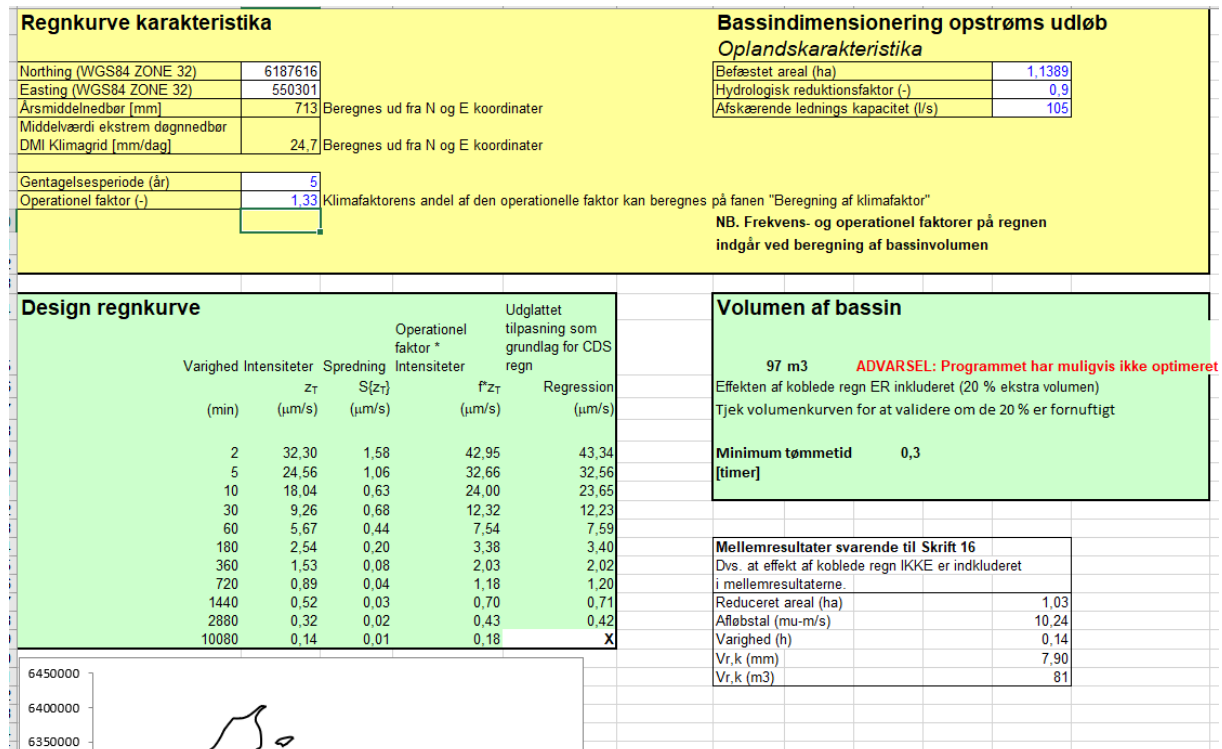 Regnkurve karakteristika
Northing (WGS84 ZONE 32) 6187616
Easting (WGS84 ZONE 32) 550301
Årsmiddelnedbør [mm] 713 Beregnes ud fra N og E koordinater
Middelværdi ekstrem døgnnedbør
DMI Klimagrid [mm/dag] 24,7 Beregnes ud fra N og E koordinater
Gentagelsesperiode (år) 5
Operationel faktor (-) 1,33 Klimafaktorens andel af den operationelle faktor kan beregnes på fanen "Beregning af klimafaktor"
Bassindimensionering opstrøms udløb
Oplandskarakteristika
Befæstet areal (ha) 1,1389
Hydrologisk reduktionsfaktor (-) 0,9
Afskærende lednings kapacitet (l/s) 105
NB. Frekvens- og operationel faktorer på regnen
indgår ved beregning af bassinvolumen
Design regnkurve
Udglattet
tilpasning som
grundlag for CDS
regn
Operationel
faktor *
Intensiteter
Varighed Intensiteter Spredning
zT S{zT} f*zT Regression
(min) (µm/s) (µm/s) (µm/s) (µm/s)
2 32,30 1,58 42,95 43,34
5 24,56 1,06 32,66 32,56
10 18,04 0,63 24,00 23,65
30 9,26 0,68 12,32 12,23
60 5,67 0,44 7,54 7,59
180 2,54 0,20 3,38 3,40
360 1,53 0,08 2,03 2,02
720 0,89 0,04 1,18 1,20
1440 0,52 0,03 0,70 0,71
2880 0,32 0,02 0,43 0,42
10080 0,14 0,01 0,18 X
Volumen af bassin
97 m3 ADVARSEL: Programmet har muligvis ikke optimeret
Effekten af koblede regn ER inkluderet (20 % ekstra volumen)
Tjek volumenkurven for at validere om de 20 % er fornuftigt
Minimum tømmetid 0,3
[timer]
Mellemresultater svarende til Skrift 16
Dvs. at effekt af koblede regn IKKE er indkluderet
i mellemresultaterne.
Reduceret areal (ha) 1,03
Afløbstal (mu-m/s) 10,24
Varighed (h) 0,14
Vr,k (mm) 7,90
Vr,k (m3) 81
6450000
6400000
6350000